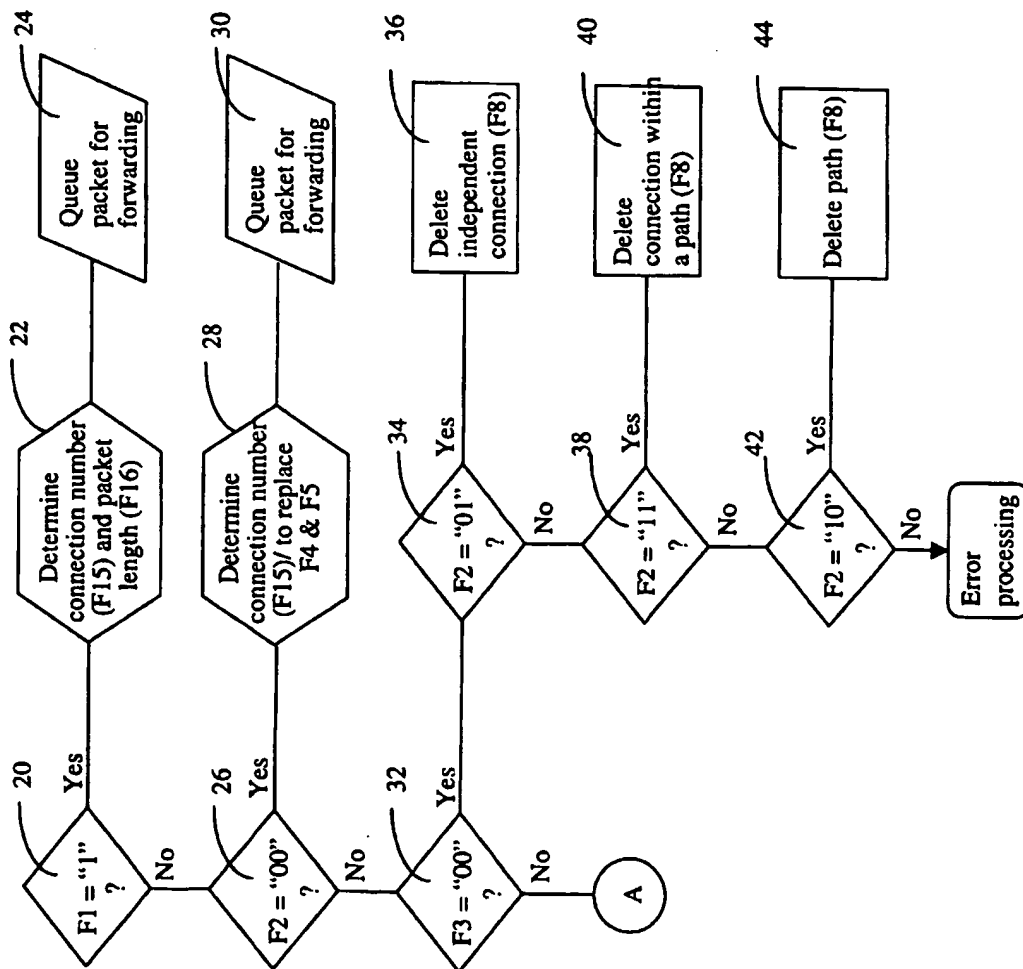 20
F1 = “1”
?
Yes
No
22
Determine
connection number
(F15) and packet
length (F16)
24
Queue
packet for
forwarding
26
F2 = “00”
?
Yes
No
28
Determine
connection number
(F15)/ to replace
F4 & F5
30
Queue
packet for
forwarding
32
F3 = “00”
?
Yes
No
A
34
F2 = “01”
?
Yes
No
36
Delete
independent
connection (F8)
38
F2 = “11”
?
Yes
No
40
Delete
connection within
a path (F8)
42
F2 = “10”
?
Yes
No
44
Delete path (F8)
Error
processing